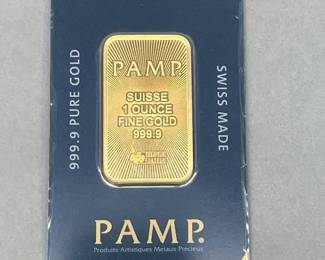 PAMP.
SUISSE
1 OUNCE
FINE GOLD
999.9
999.9 PURE GOLD
SWISS MADE
PAMP.
Produits Artistiques Métaux Précieux